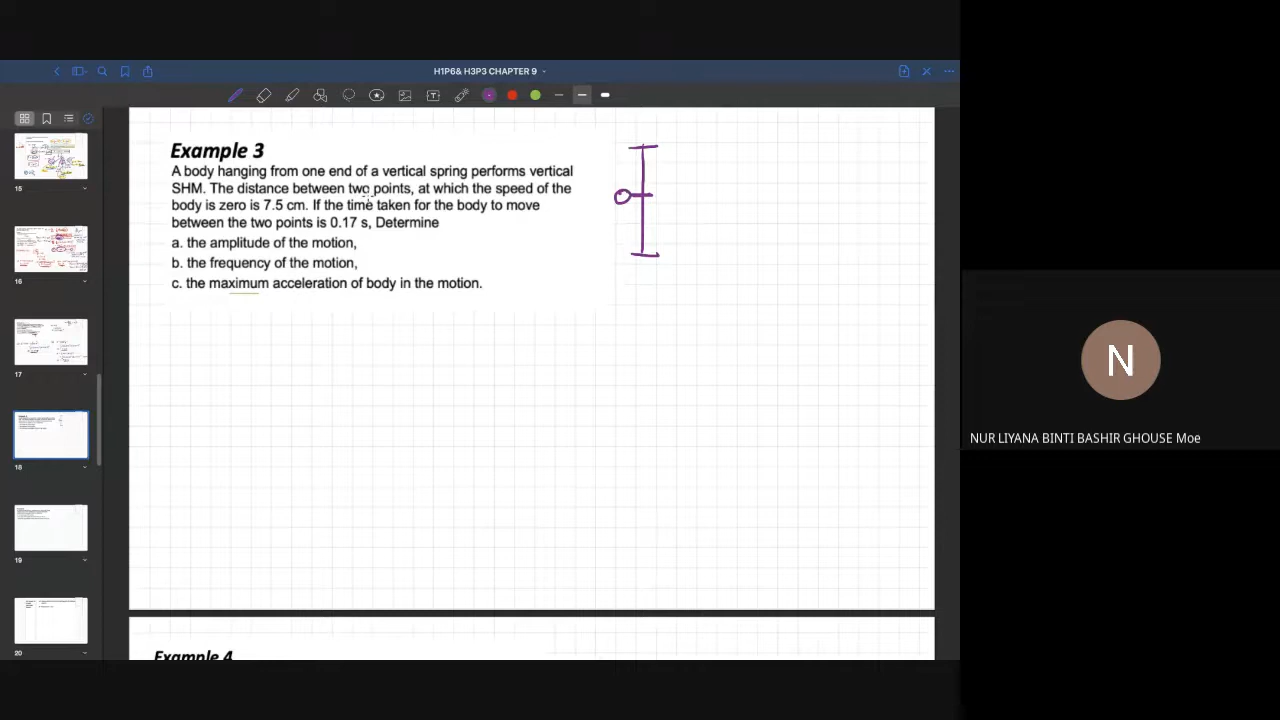 H1P6& H3P3 CHAPTER 9
Example 3
A body hanging from one end of a vertical spring performs vertical
SHM. The distance between two points, at which the speed of the
body is zero is 7.5 cm. If the time taken for the body to move
between the two points is 0.17 s, Determine
a. the amplitude of the motion,
b. the frequency of the motion,
c. the maximum acceleration of body in the motion.
15
16
17
18
19
20
Example 4
N
NUR LIYANA BINTI BASHIR GHOUSE Moe